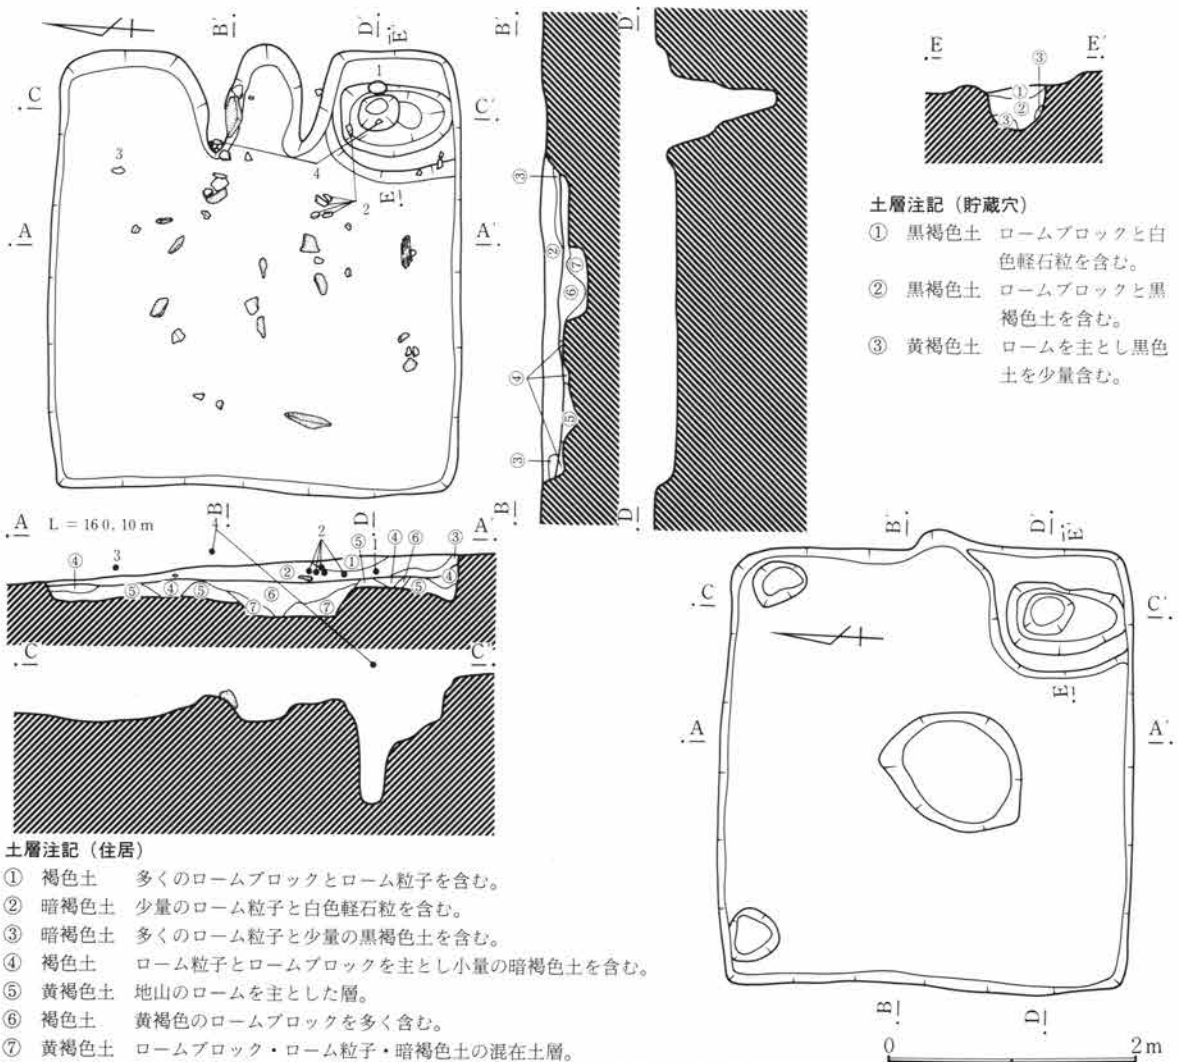 B
B'
D
D'
E'
C
C'
1
3
4
2
E
A
A'
B'
D'
③
②
⑦
⑥
④
⑤
③
B
D
E
E'
③
①
②
③
土層注記（貯蔵穴）
① 黒褐色土 ロームブロックと白
色軽石粒を含む。
② 黒褐色土 ロームブロックと黒
褐色土を含む。
③ 黄褐色土 ロームを主とし黒色
土を少量含む。
A L＝160.10m
B
4
3
2
D
1
A'
④ ⑤ ④ ⑤ ② ⑥ ① ⑤ ④ ⑥ ③
⑦ ⑦ ⑤ ④
C
C'
土層注記（住居）
① 褐色土 多くのロームブロックとローム粒子を含む。
② 暗褐色土 少量のローム粒子と白色軽石粒を含む。
③ 暗褐色土 多くのローム粒子と少量の黒褐色土を含む。
④ 褐色土 ローム粒子とロームブロックを主とし小量の暗褐色土を含む。
⑤ 黄褐色土 地山のロームを主とした層。
⑥ 褐色土 黄褐色のロームブロックを多く含む。
⑦ 黄褐色土 ロームブロック・ローム粒子・暗褐色土の混在土層。
B'
D'
E'
C
C'
E
A
A'
B
D
0 2m